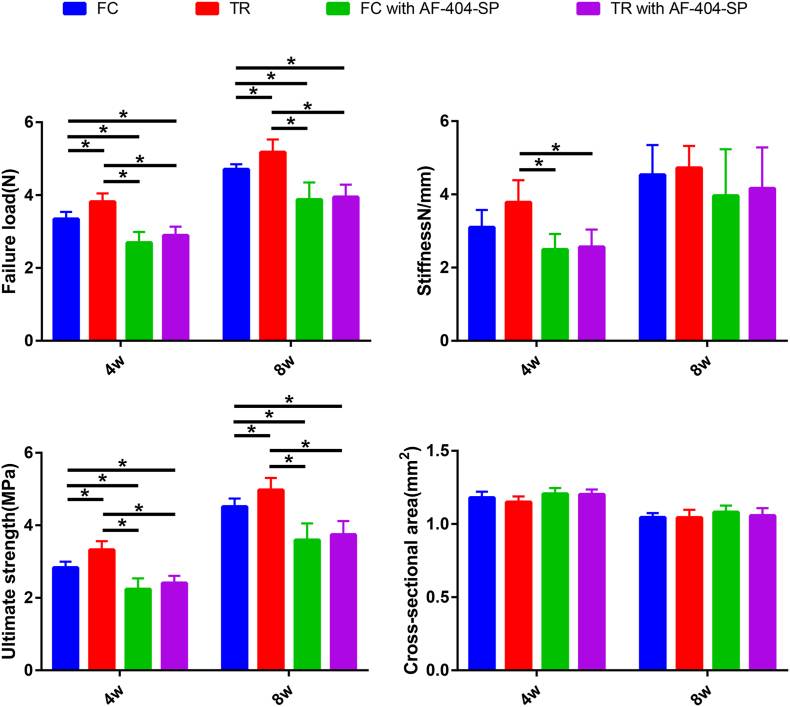 FC TR FC with AF-404-SP TR with AF-404-SP
Failure load(N)
6
4
2
0
* * * * *
* * * * *
4w 8w
StiffnessN/mm)
6
4
2
0
* *
4w 8w
Ultimate strength(MPa)
6
4
2
0
* * * * *
* * * * *
4w 8w
Cross-sectional area(mm²)
1.5
1.0
0.5
0.0
4w 8w